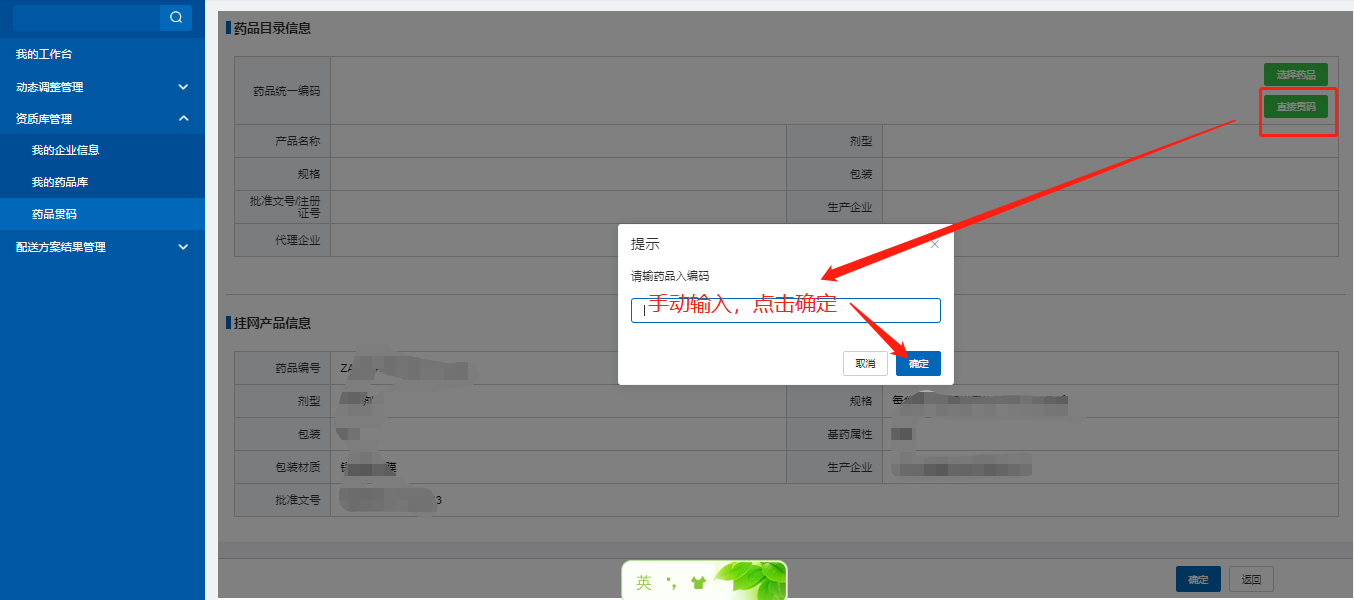 我的工作台
动态调整管理
资质库管理
我的企业信息
我的药品库
药品贯码
配送方案结果管理
药品目录信息
药品统一编码
选择药品
直接贯码
产品名称
剂型
规格
包装
批准文号/注册
证号
生产企业
代理企业
提示
请输药品入编码
手动输入，点击确定
取消
确定
挂网产品信息
药品编号
ZA
剂型
剂
规格
每
包装
基药属性
包装材质
膜
生产企业
批准文号
3
英
确定
返回